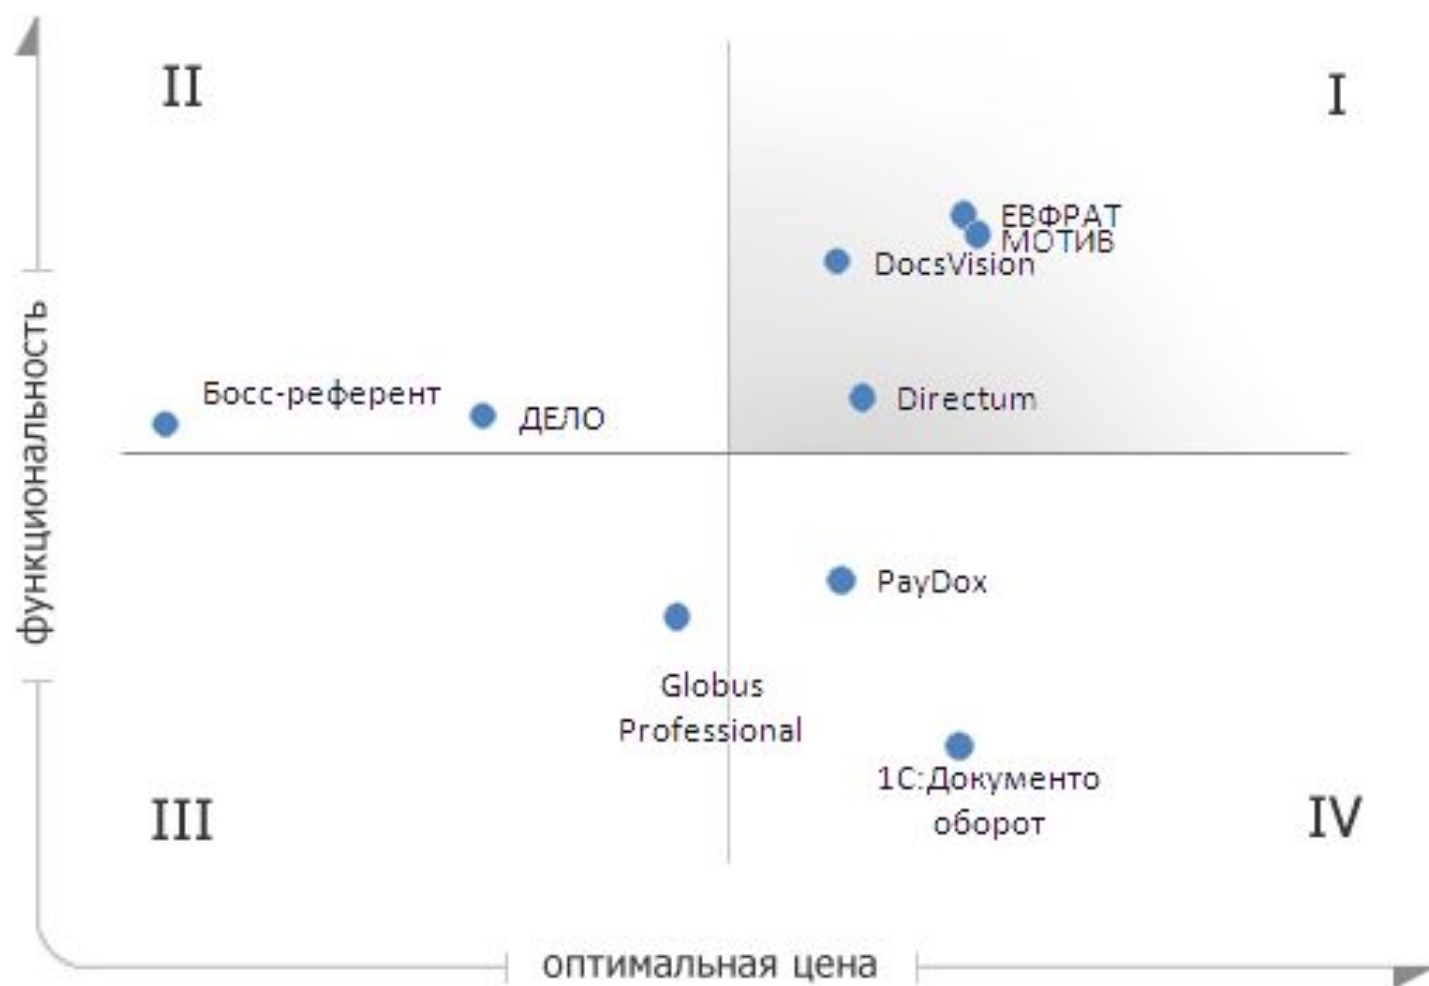 II
I
ЕВФРАТ
МОТИВ
DocsVision
Босс-референт
ДЕЛО
Directum
функциональность
PayDox
Globus
Professional
1С:Документо
оборот
III
IV
оптимальная цена